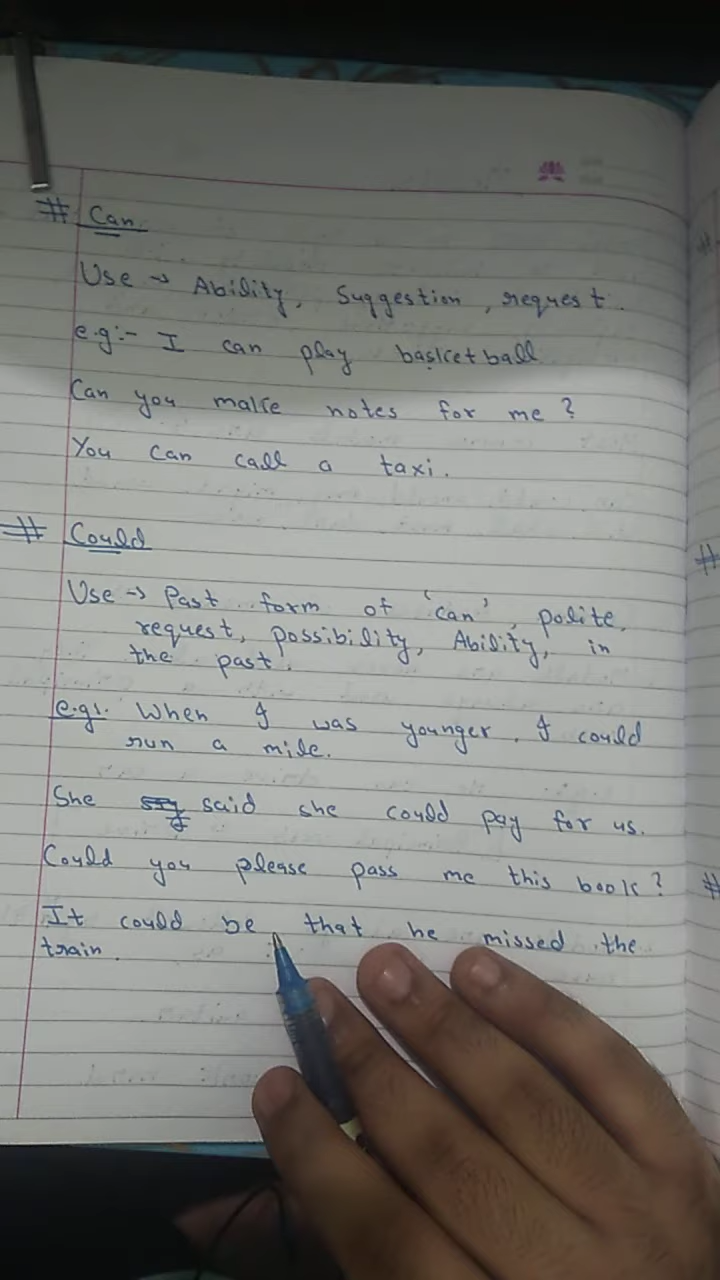 # Can
Use → Ability, Suggestion, request.
e.g:- I can play basketball
Can you make notes for me ?
You can call a taxi.
# Could
Use → Past form of 'can', polite
request, possibility, Ability, in
the past.
e.g:. When I was younger. I could
run a mile.
She said she could pay for us.
Could you please pass me this book?
It could be that he missed the
train.
#
#